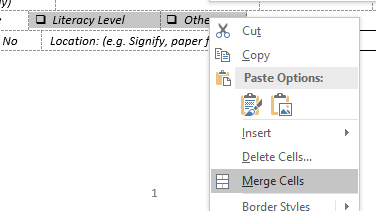 y)
☐ Literacy Level ☐ Othe
No Location: (e.g. Signify, paper f
1
Cut
Copy
Paste Options:
Insert
Delete Cells...
Merge Cells
Border Styles